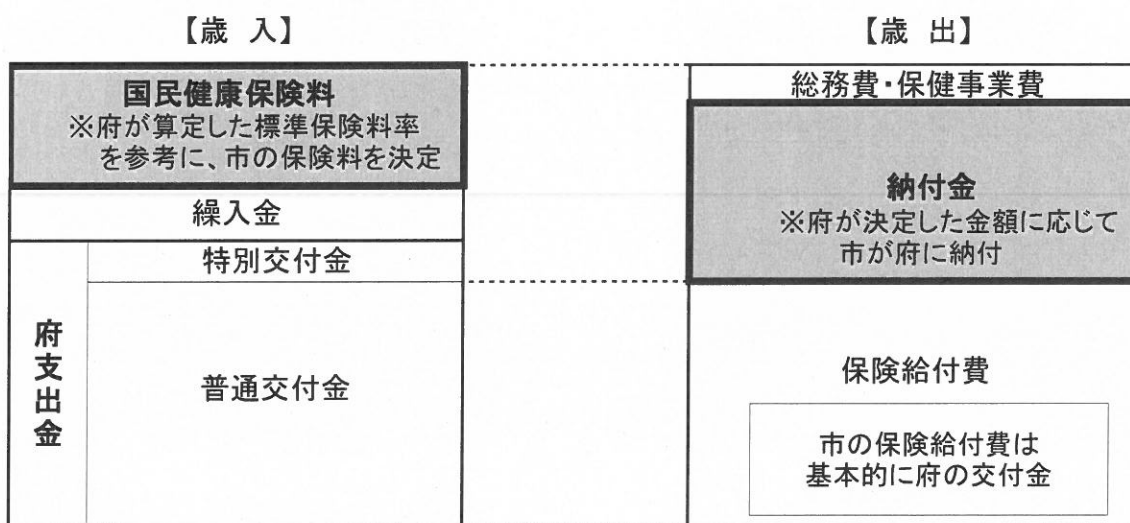 【歳 入】
国民健康保険料
※府が算定した標準保険料率
を参考に、市の保険料を決定
繰入金
府支出金
特別交付金
普通交付金
【歳 出】
総務費・保健事業費
納付金
※府が決定した金額に応じて
市が府に納付
保険給付費
市の保険給付費は
基本的に府の交付金